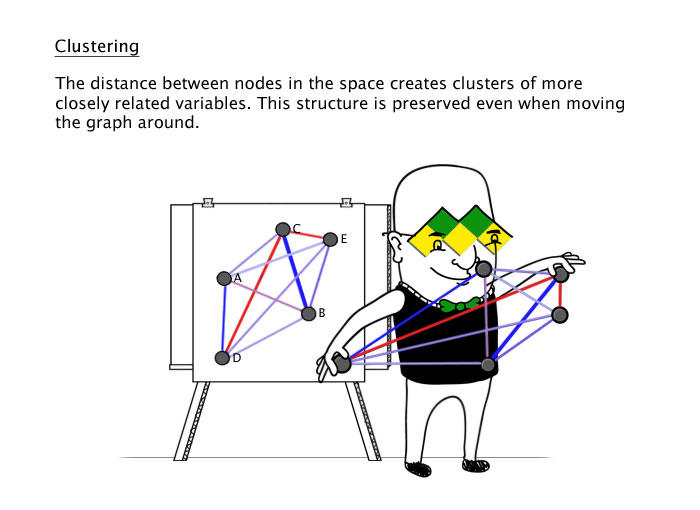 Clustering
The distance between nodes in the space creates clusters of more
closely related variables. This structure is preserved even when moving
the graph around.
C
E
A
B
D